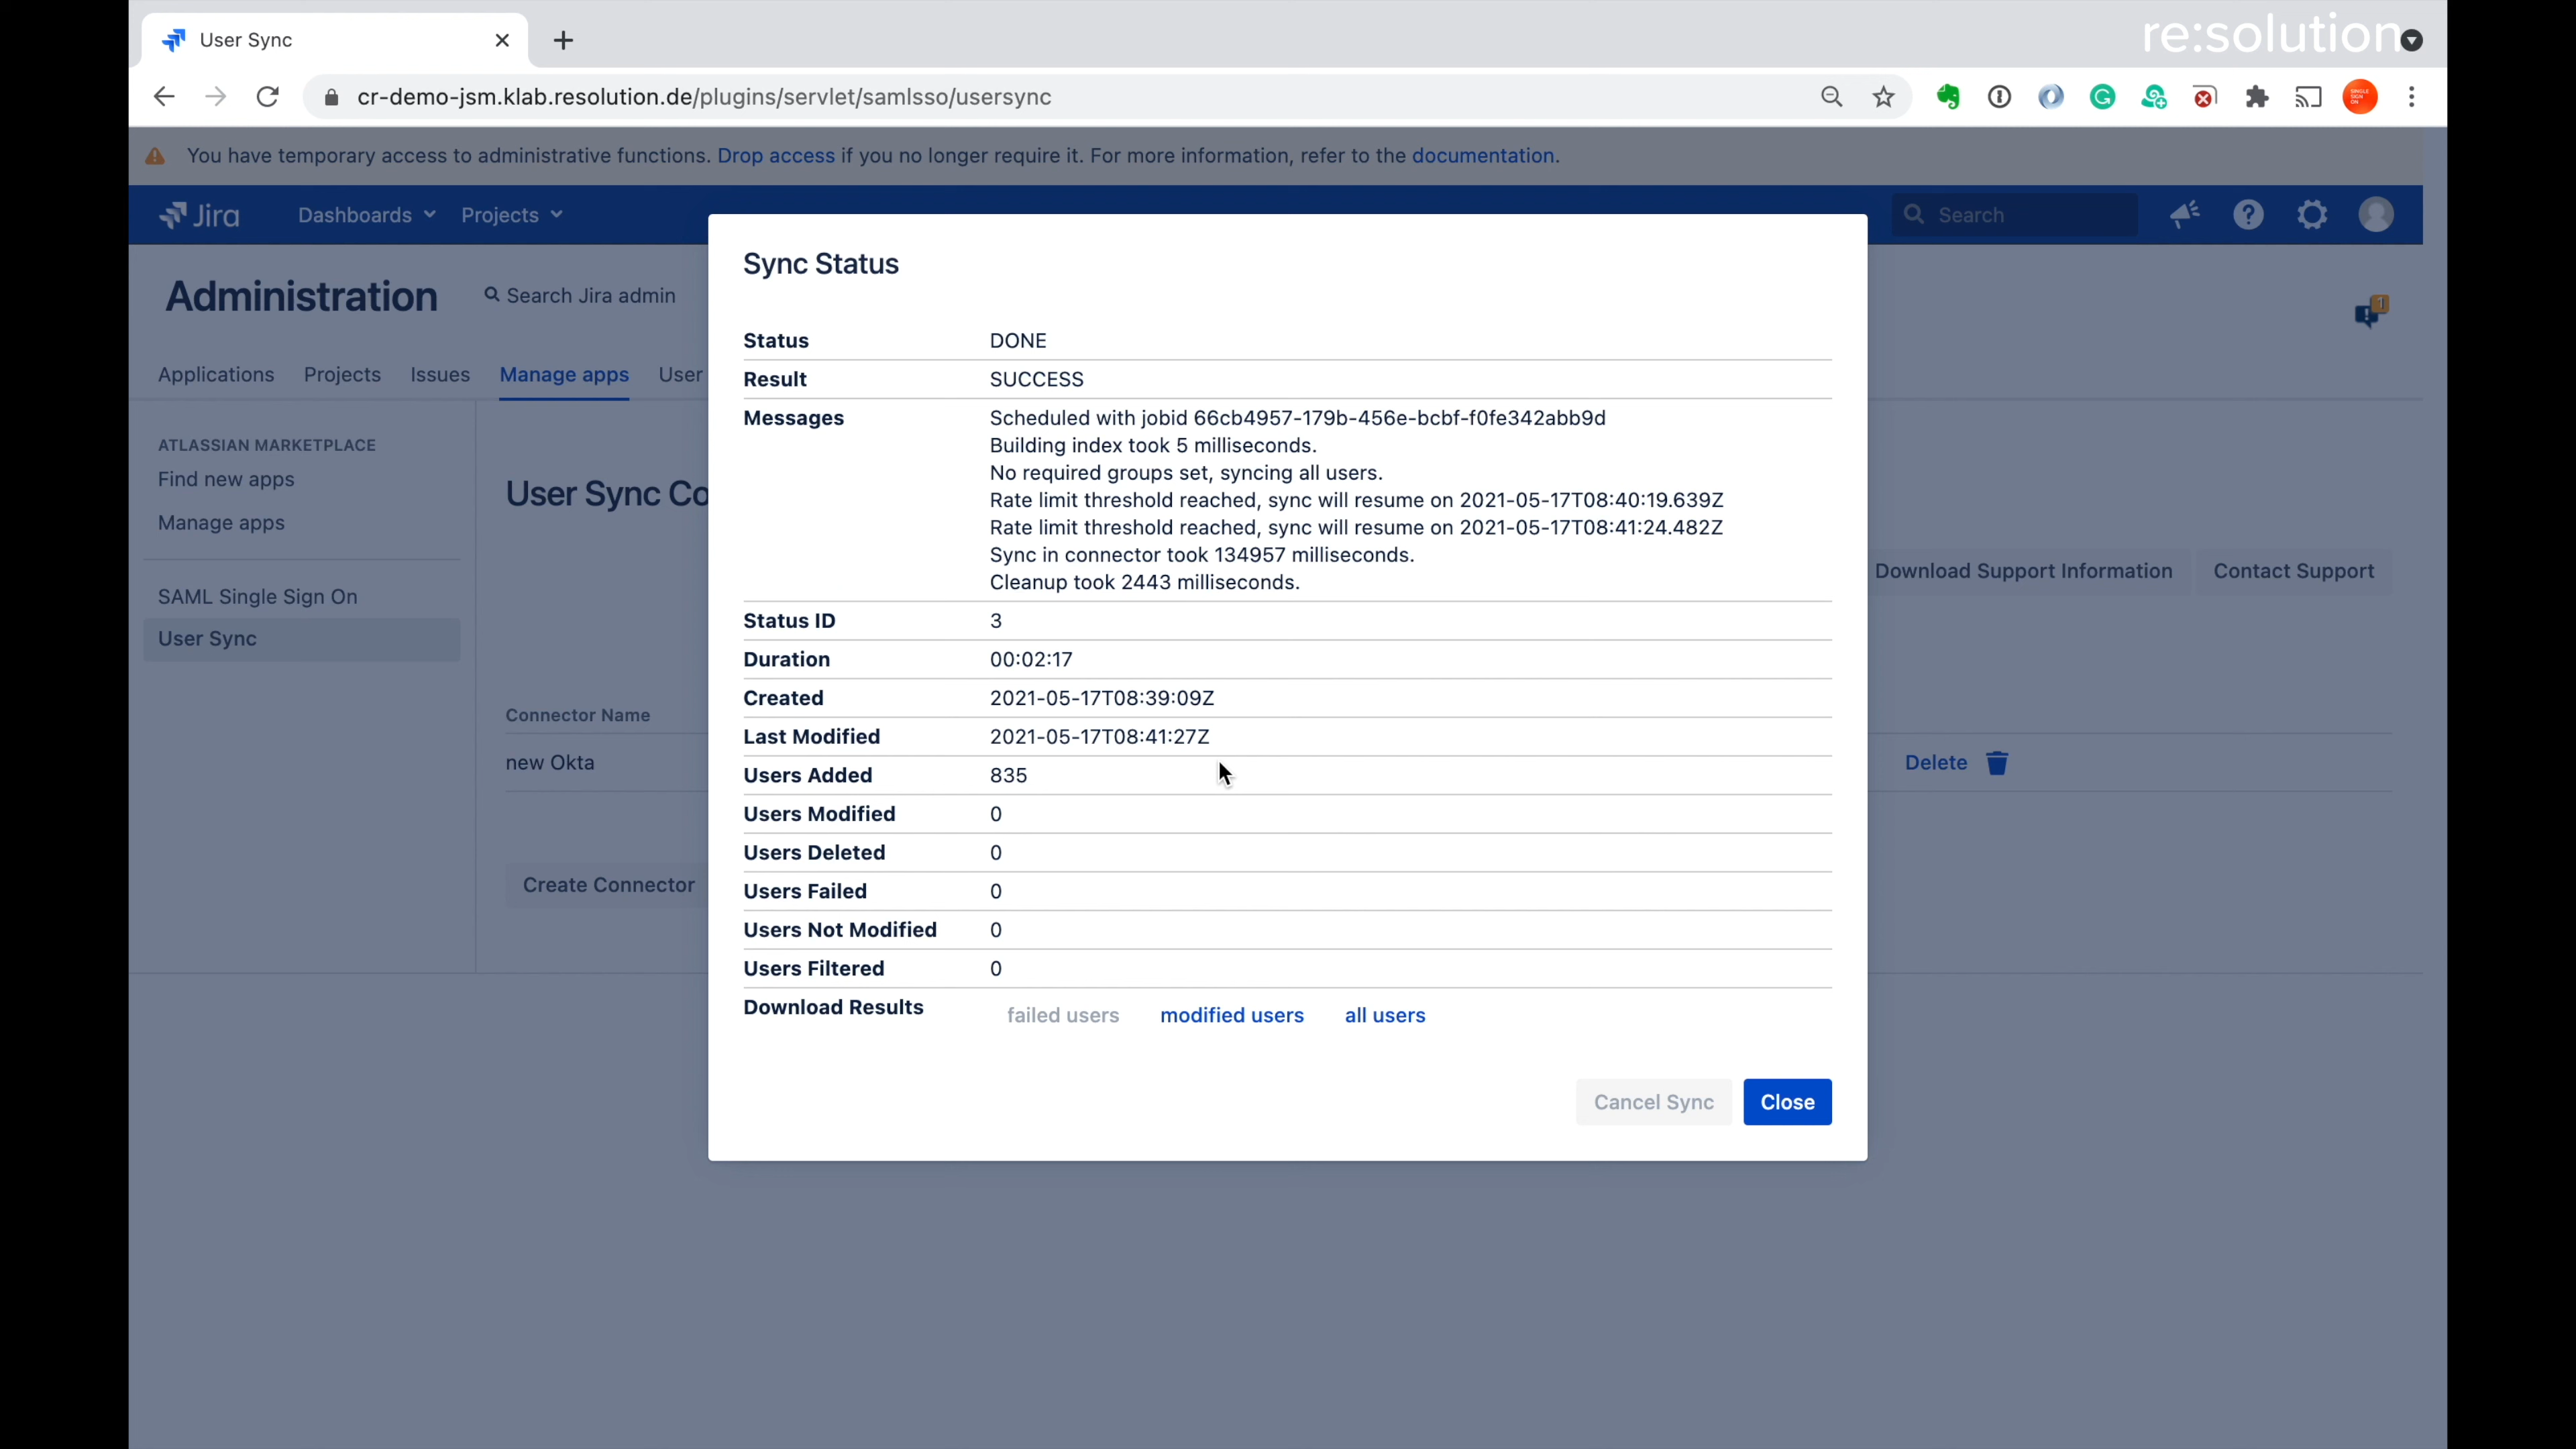 User Sync
re:solution
cr-demo-jsm.klab.resolution.de/plugins/servlet/samlsso/usersync
You have temporary access to administrative functions. Drop access if you no longer require it. For more information, refer to the documentation.
Jira Dashboards Projects Search
Administration Search Jira admin
1
Applications Projects Issues Manage apps User
ATLASSIAN MARKETPLACE
Find new apps
Manage apps
SAML Single Sign On
User Sync
User Sync Co
Download Support Information Contact Support
Connector Name
new Okta Delete
Create Connector
Sync Status
Status DONE
Result SUCCESS
Messages Scheduled with jobid 66cb4957-179b-456e-bcbf-f0fe342abb9d
Building index took 5 milliseconds.
No required groups set, syncing all users.
Rate limit threshold reached, sync will resume on 2021-05-17T08:40:19.639Z
Rate limit threshold reached, sync will resume on 2021-05-17T08:41:24.482Z
Sync in connector took 134957 milliseconds.
Cleanup took 2443 milliseconds.
Status ID 3
Duration 00:02:17
Created 2021-05-17T08:39:09Z
Last Modified 2021-05-17T08:41:27Z
Users Added 835
Users Modified 0
Users Deleted 0
Users Failed 0
Users Not Modified 0
Users Filtered 0
Download Results failed users modified users all users
Cancel Sync Close